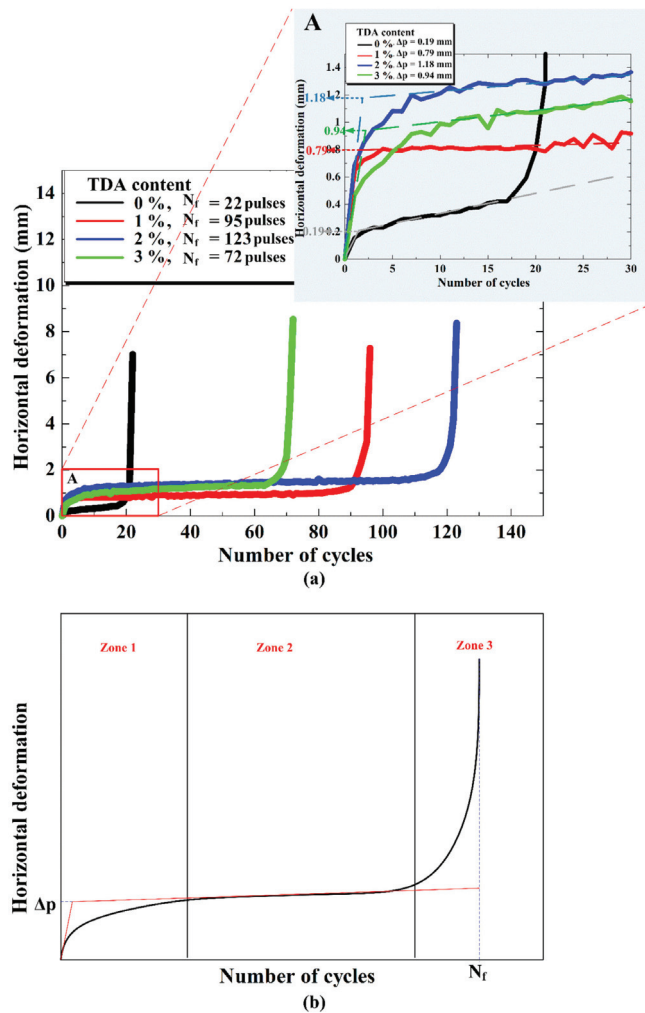 A
TDA content
0 %, Δp = 0.19 mm
1 %, Δp = 0.79 mm
2 %, Δp = 1.18 mm
3 %, Δp = 0.94 mm
Horizontal deformation (mm)
1.4
1.2
1
0.8
0.6
0.4
0.2
0
1.18
0.94
0.79
0.19
0 5 10 15 20 25 30
Number of cycles
TDA content
0 %, Nf = 22 pulses
1 %, Nf = 95 pulses
2 %, Nf = 123 pulses
3 %, Nf = 72 pulses
Horizontal deformation (mm)
14
12
10
8
6
4
2
0
A
0 20 40 60 80 100 120 140
Number of cycles
(a)
Zone 1 Zone 2 Zone 3
Horizontal deformation
Δp
Number of cycles
Nf
(b)